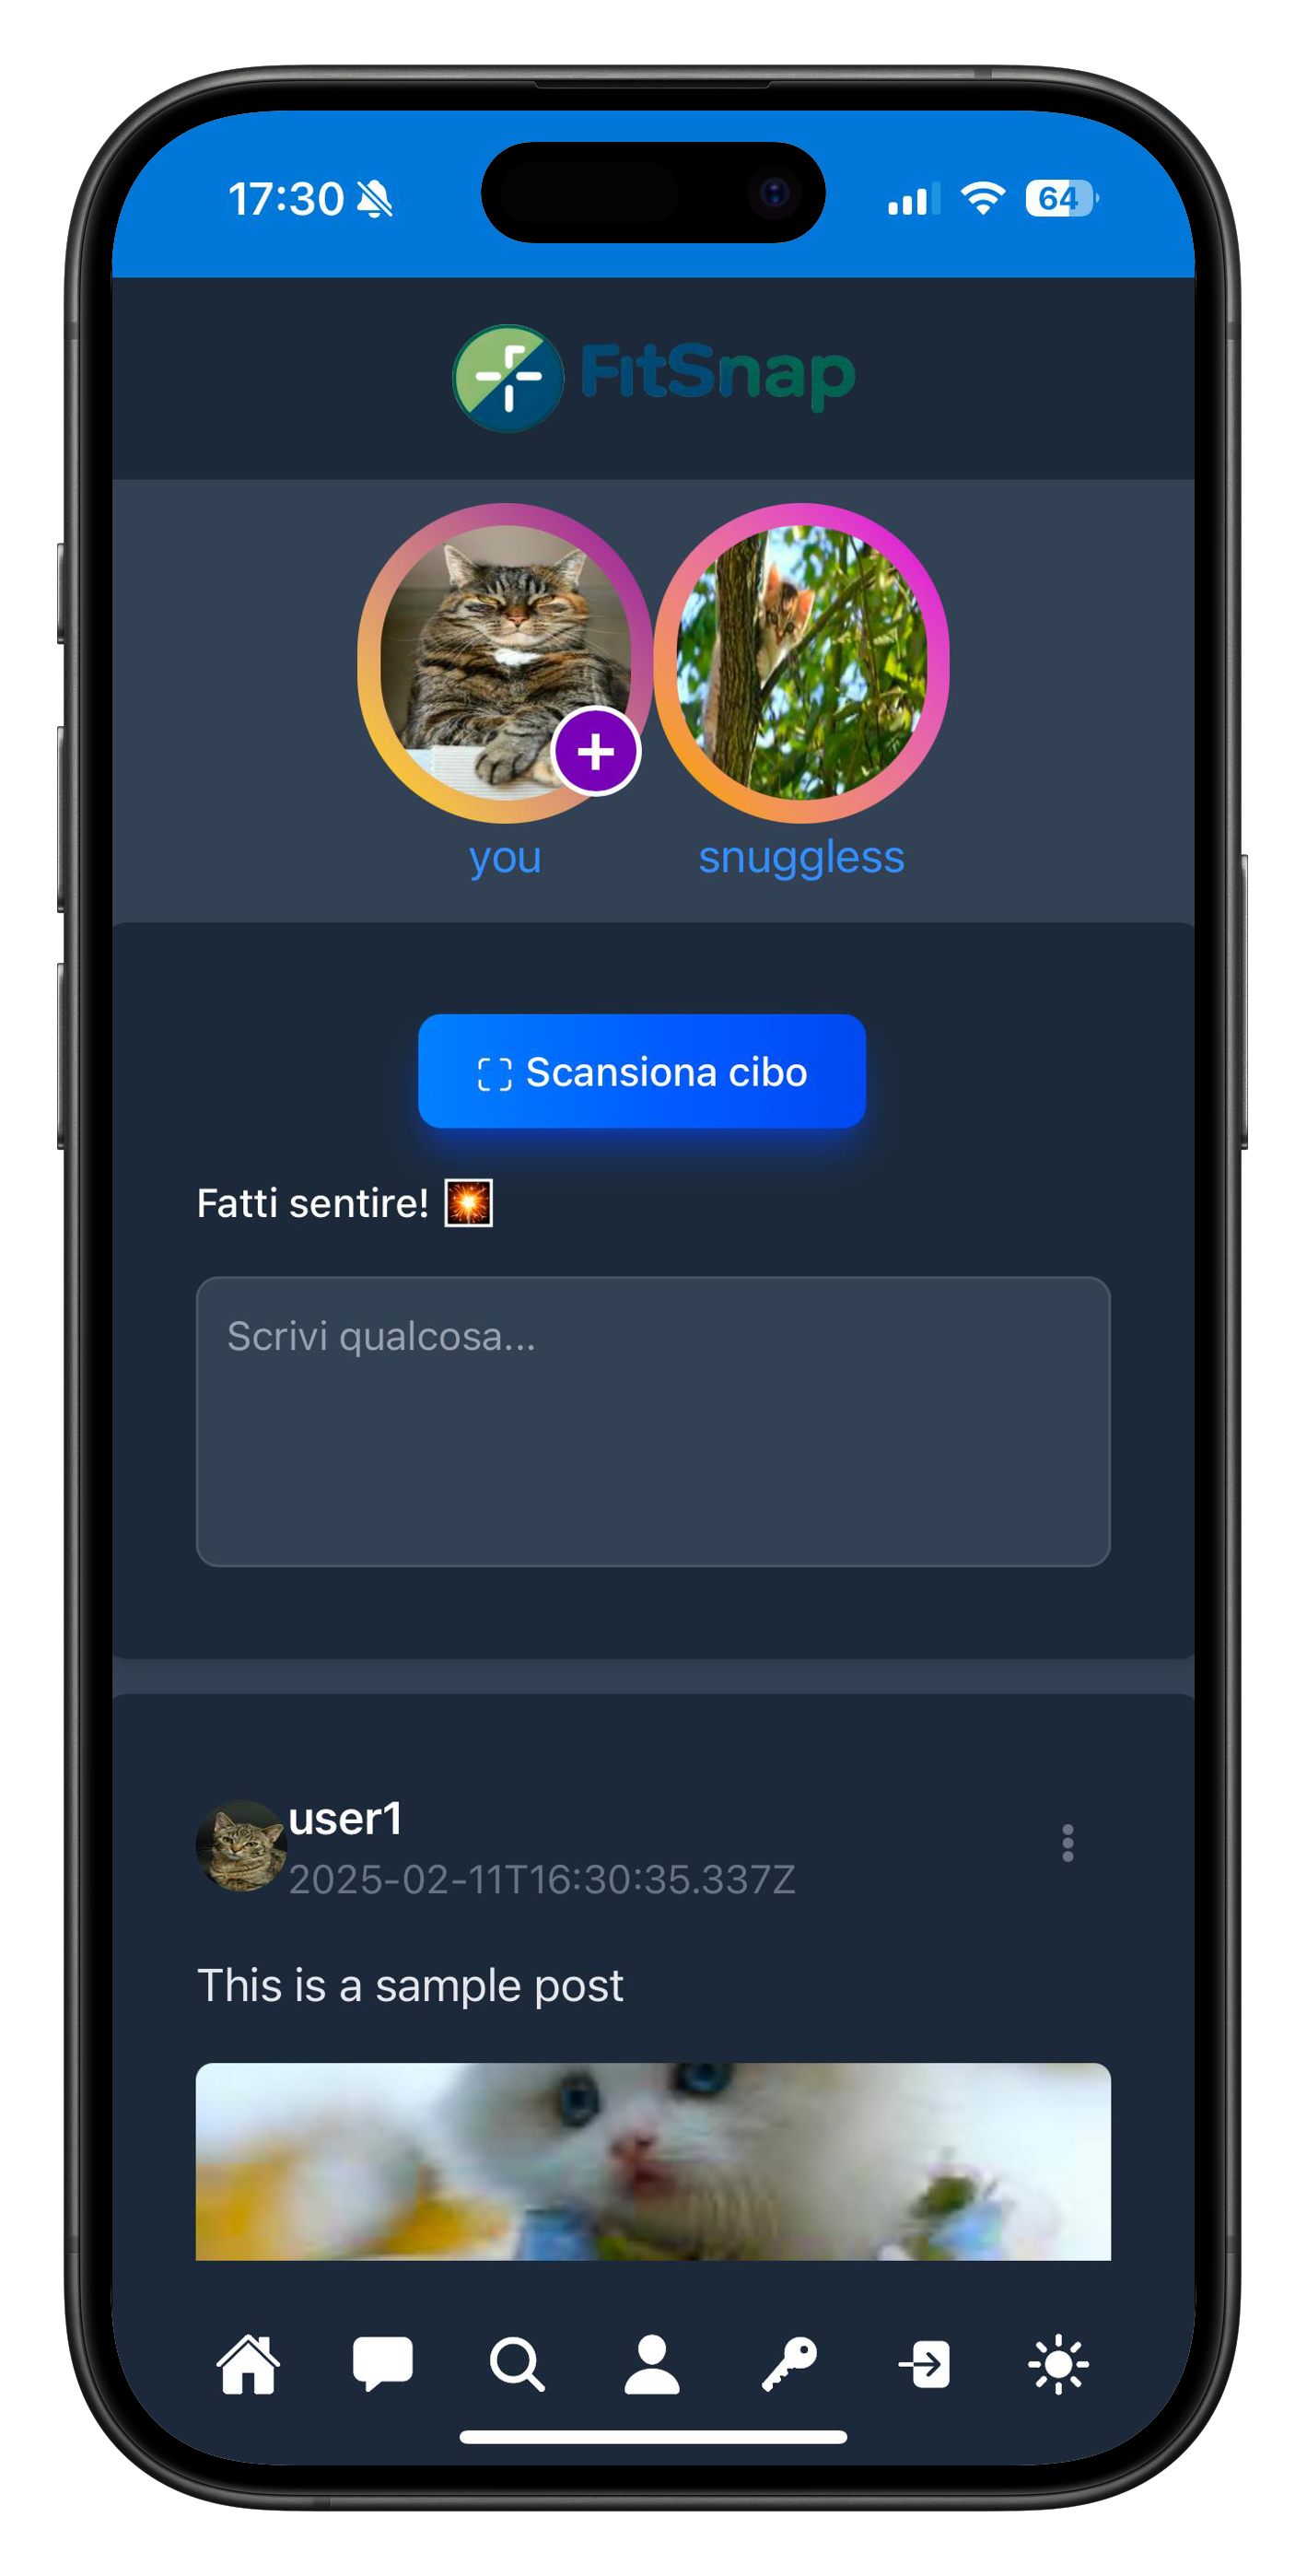 17:30
64
FitSnap
you
snuggless
Scansiona cibo
Fatti sentire!
Scrivi qualcosa...
user1
2025-02-11T16:30:35.337Z
This is a sample post